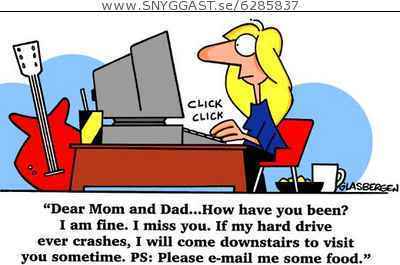 www.SNYGGAST.se/6285837
CLICK
CLICK
GLASBERGEN
"Dear Mom and Dad...How have you been?
I am fine. I miss you. If my hard drive
ever crashes, I will come downstairs to visit
you sometime. PS: Please e-mail me some food."